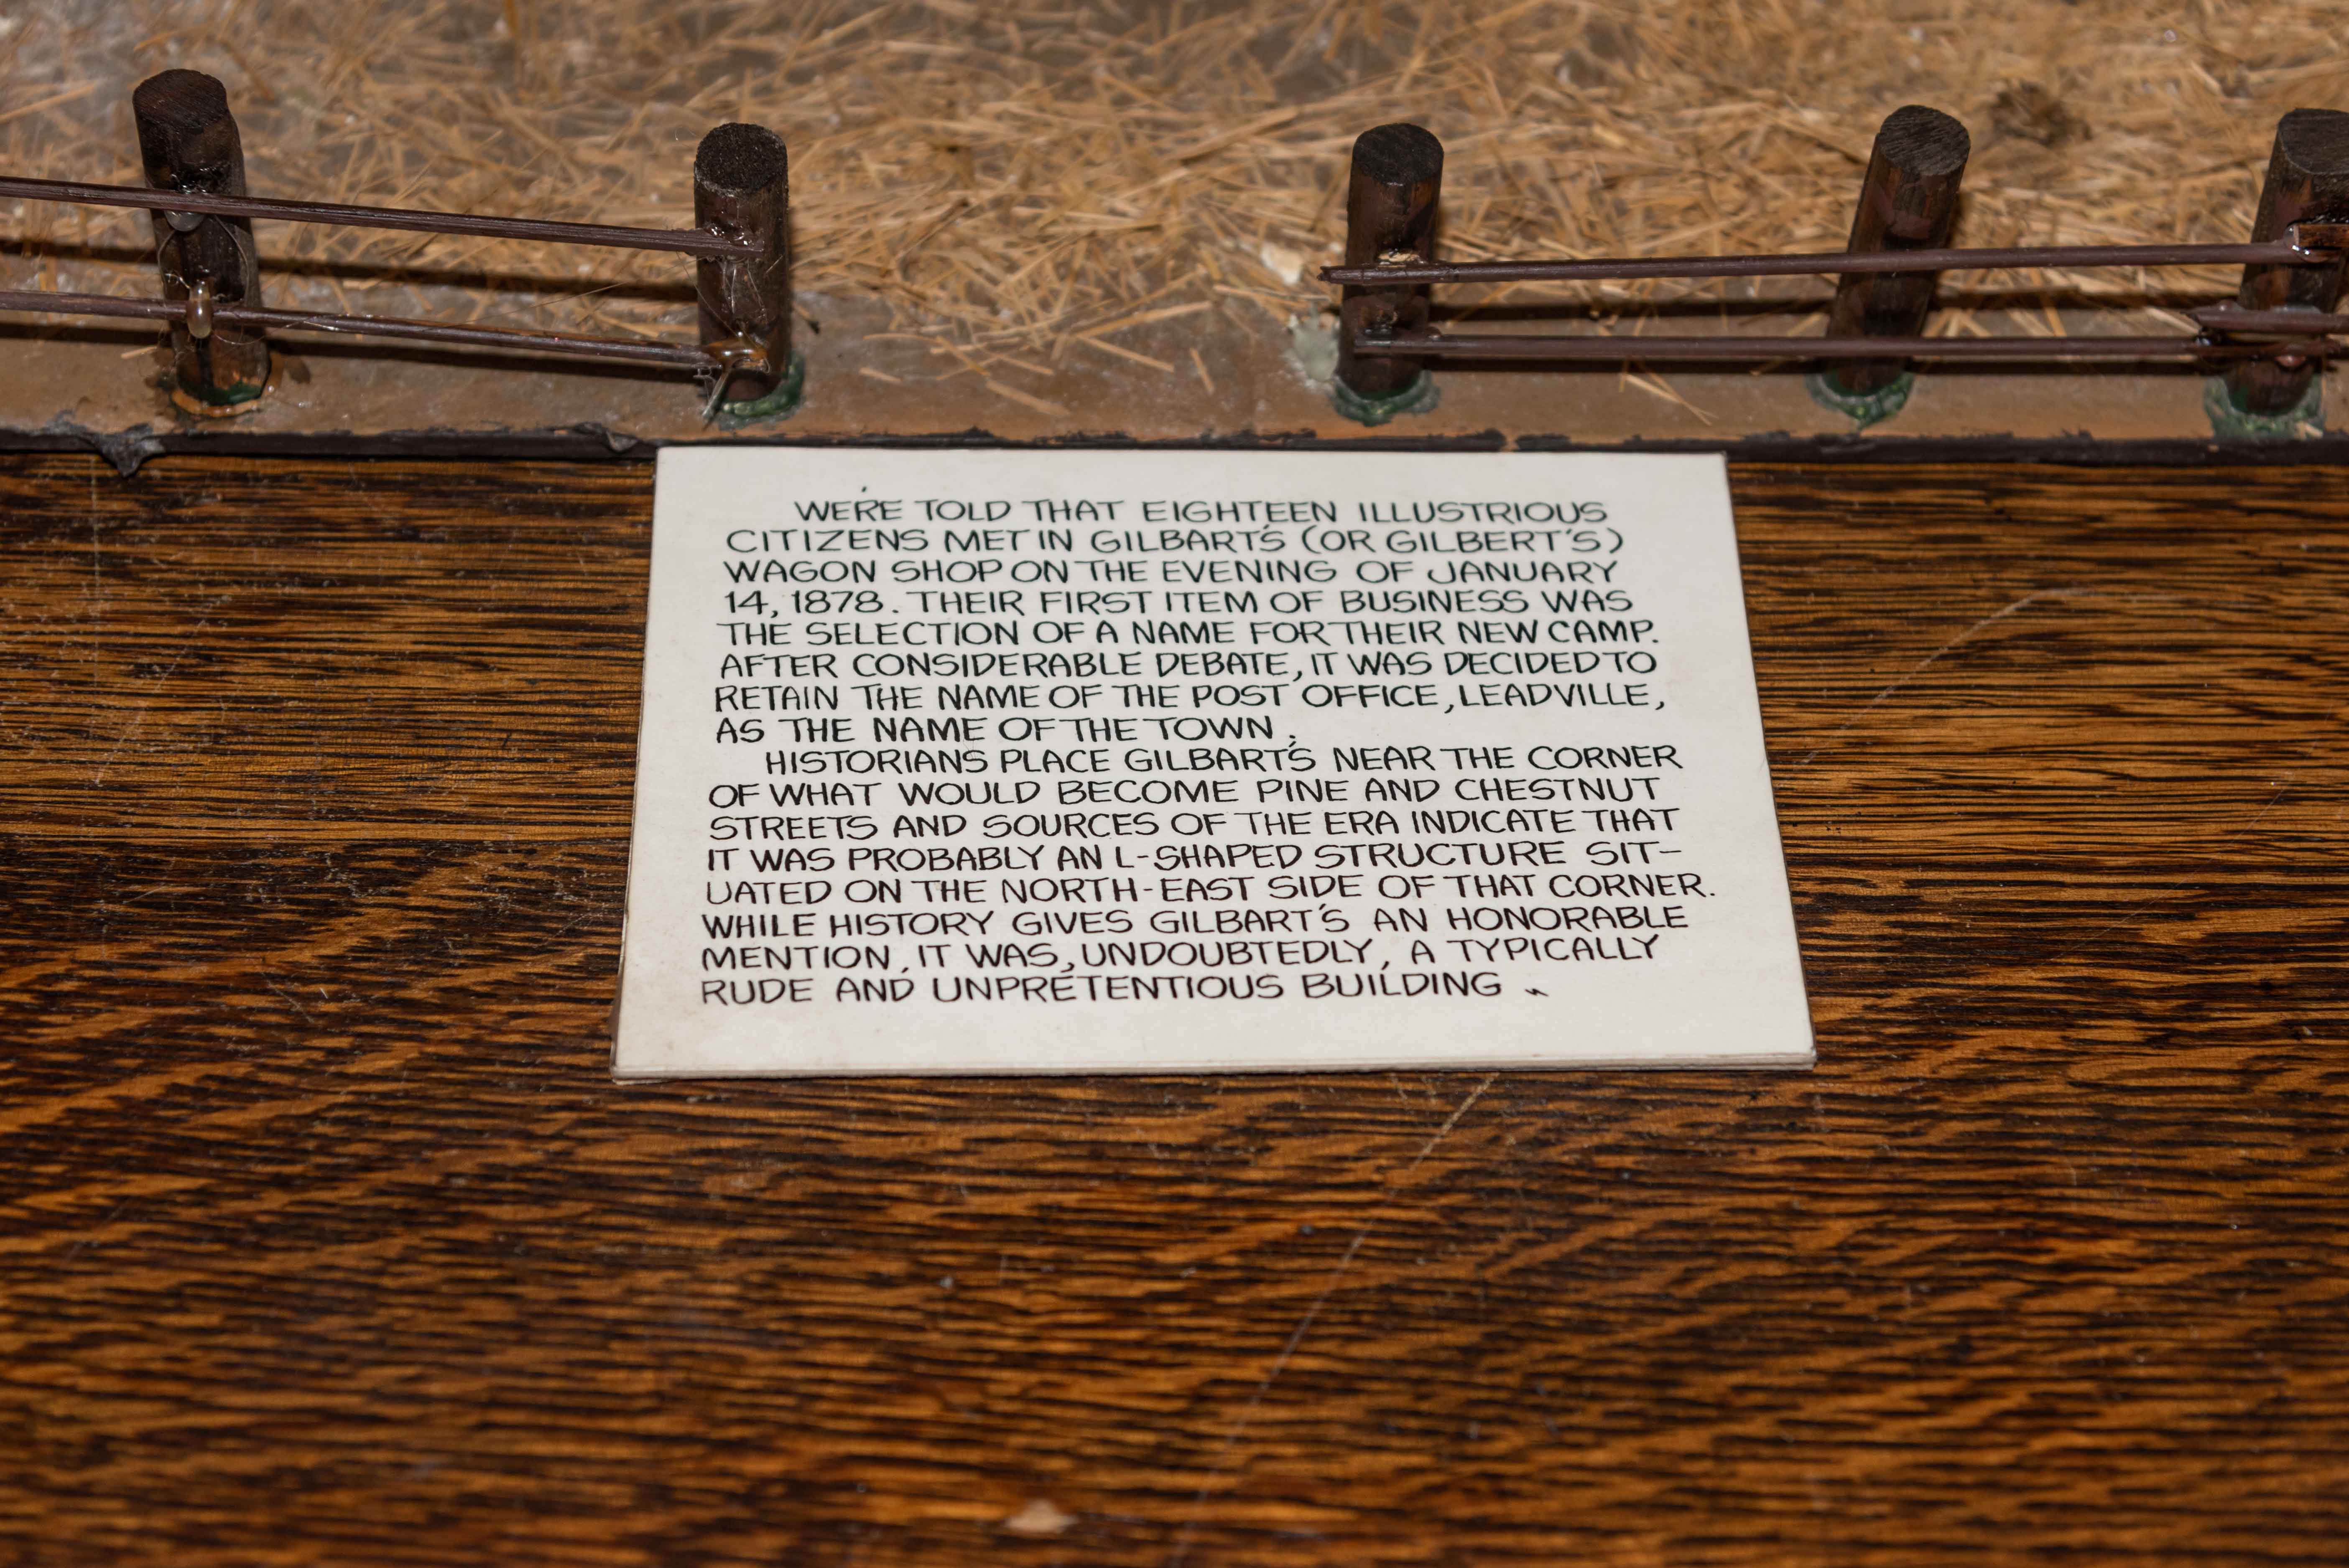 WE'RE TOLD THAT EIGHTEEN ILLUSTRIOUS
CITIZENS MET IN GILBART'S (OR GILBERT'S)
WAGON SHOP ON THE EVENING OF JANUARY
14, 1878. THEIR FIRST ITEM OF BUSINESS WAS
THE SELECTION OF A NAME FOR THEIR NEW CAMP.
AFTER CONSIDERABLE DEBATE, IT WAS DECIDED TO
RETAIN THE NAME OF THE POST OFFICE, LEADVILLE,
AS THE NAME OF THE TOWN.
HISTORIANS PLACE GILBART'S NEAR THE CORNER
OF WHAT WOULD BECOME PINE AND CHESTNUT
STREETS AND SOURCES OF THE ERA INDICATE THAT
IT WAS PROBABLY AN L-SHAPED STRUCTURE SIT-
UATED ON THE NORTH-EAST SIDE OF THAT CORNER.
WHILE HISTORY GIVES GILBART'S AN HONORABLE
MENTION, IT WAS, UNDOUBTEDLY, A TYPICALLY
RUDE AND UNPRETENTIOUS BUILDING.